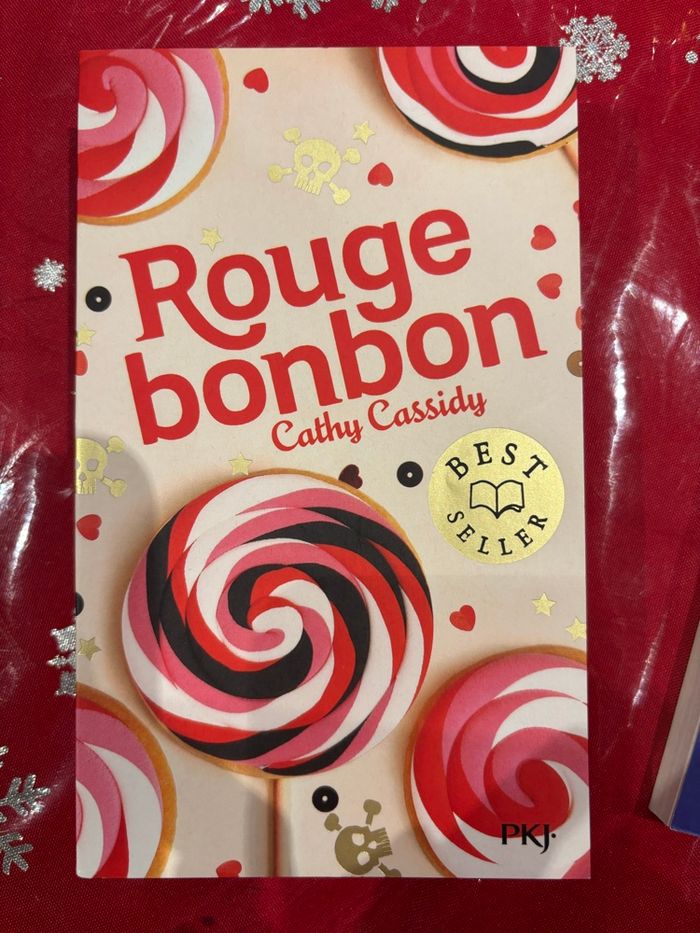 Rouge
bonbon
Cathy Cassidy
BEST
SELLER
PKJ·